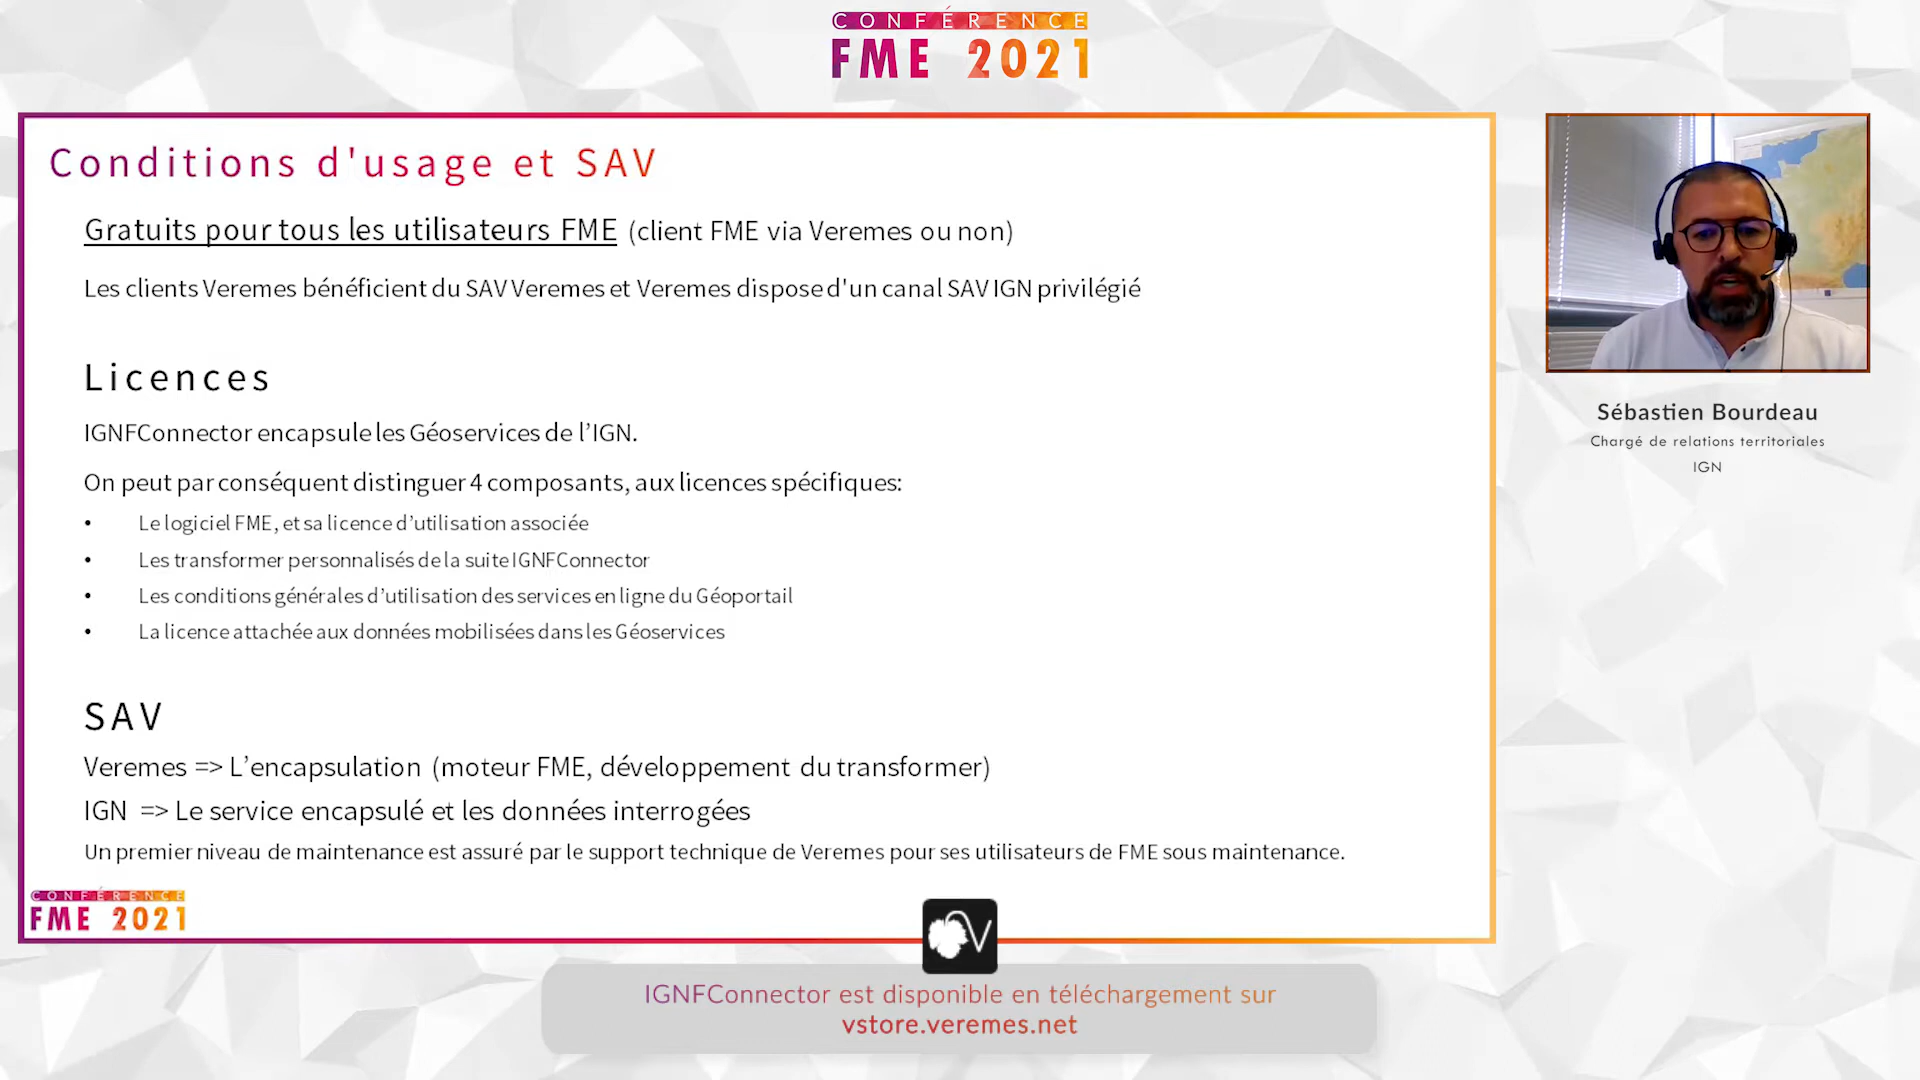 CONFÉRENCE
FME 2021
Conditions d'usage et SAV
Gratuits pour tous les utilisateurs FME (client FME via Veremes ou non)
Les clients Veremes bénéficient du SAV Veremes et Veremes dispose d'un canal SAV IGN privilégié
Licences
IGNFConnector encapsule les Géoservices de l’IGN.
On peut par conséquent distinguer 4 composants, aux licences spécifiques:
• Le logiciel FME, et sa licence d’utilisation associée
• Les transformer personnalisés de la suite IGNFConnector
• Les conditions générales d’utilisation des services en ligne du Géoportail
• La licence attachée aux données mobilisées dans les Géoservices
SAV
Veremes => L’encapsulation (moteur FME, développement du transformer)
IGN => Le service encapsulé et les données interrogées
Un premier niveau de maintenance est assuré par le support technique de Veremes pour ses utilisateurs de FME sous maintenance.
CONFÉRENCE
FME 2021
V
IGNFConnector est disponible en téléchargement sur
vstore.veremes.net
Sébastien Bourdeau
Chargé de relations territoriales
IGN